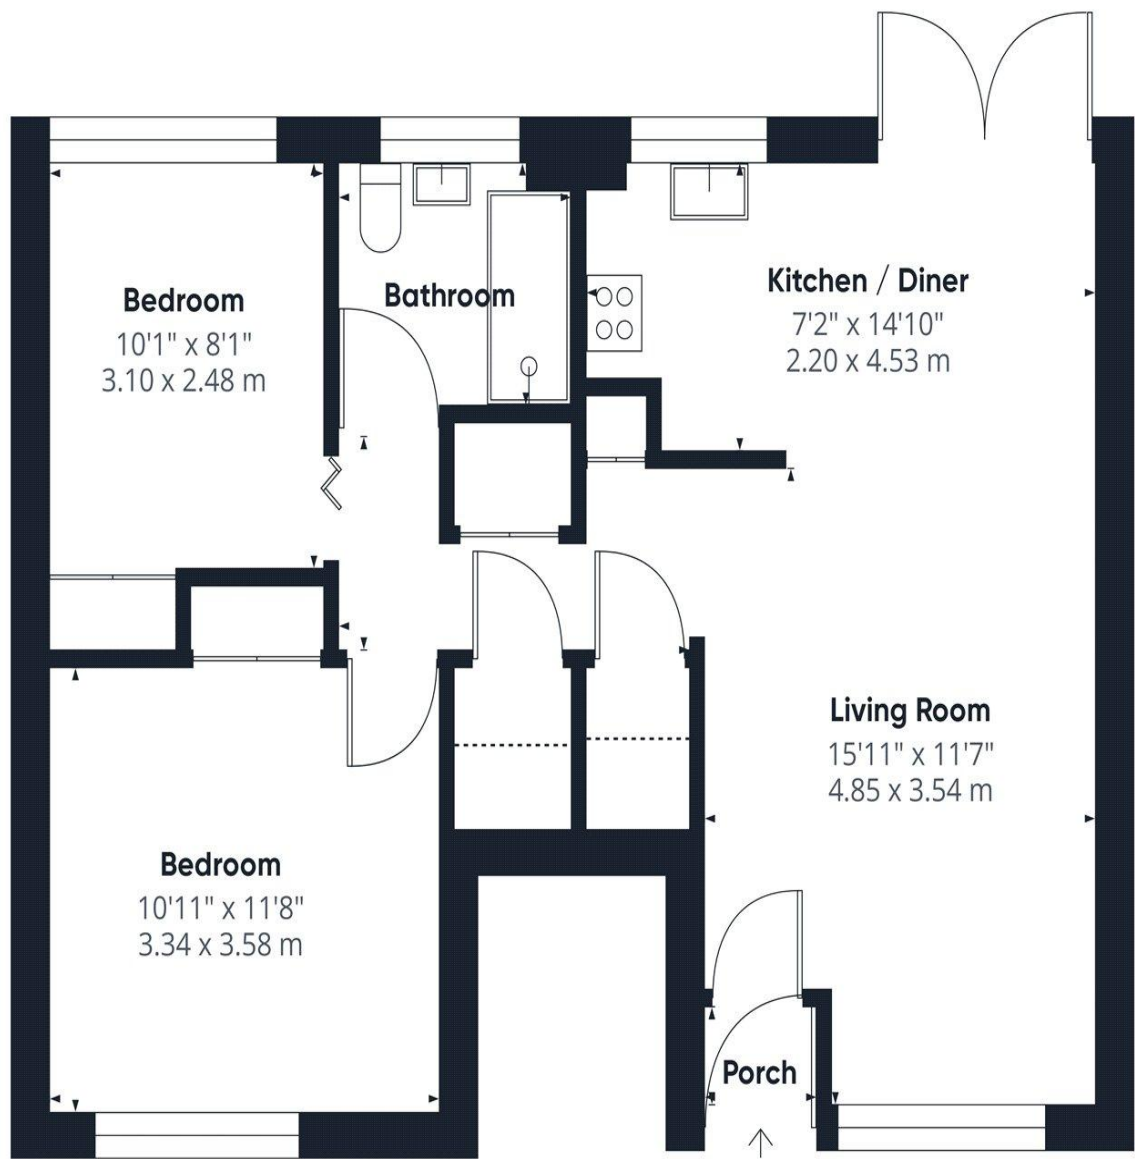 Bedroom
10'1" x 8'1"
3.10 x 2.48 m
Bathroom
Kitchen / Diner
7'2" x 14'10"
2.20 x 4.53 m
Living Room
15'11" x 11'7"
4.85 x 3.54 m
Bedroom
10'11" x 11'8"
3.34 x 3.58 m
Porch